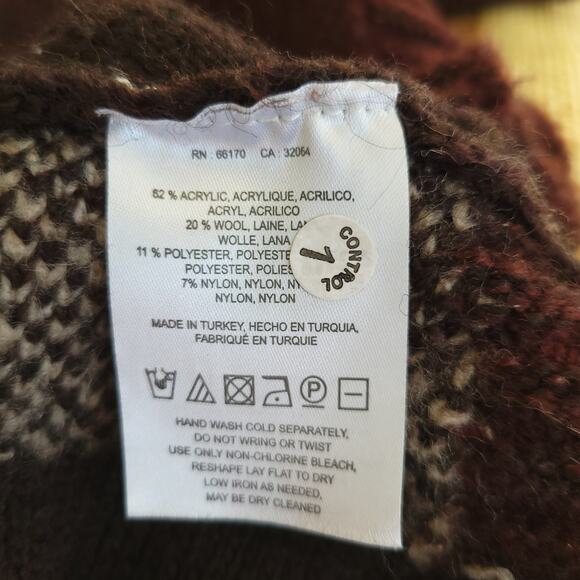 RN : 66170 CA : 32054
62 % ACRYLIC, ACRYLIQUE, ACRILICO,
ACRYL, ACRILICO
20 % WOOL, LAINE,
WOLLE, LANA
11 % POLYESTER,
POLYESTER,
7% NYLON, NYLON,
NYLON, NYLON
CONTROL
1
MADE IN TURKEY, HECHO EN TURQUIA,
FABRIQUÉ EN TURQUIE
P
HAND WASH COLD SEPARATELY,
DO NOT WRING OR TWIST
USE ONLY NON-CHLORINE BLEACH,
RESHAPE LAY FLAT TO DRY
LOW IRON AS NEEDED,
MAY BE DRY CLEANED